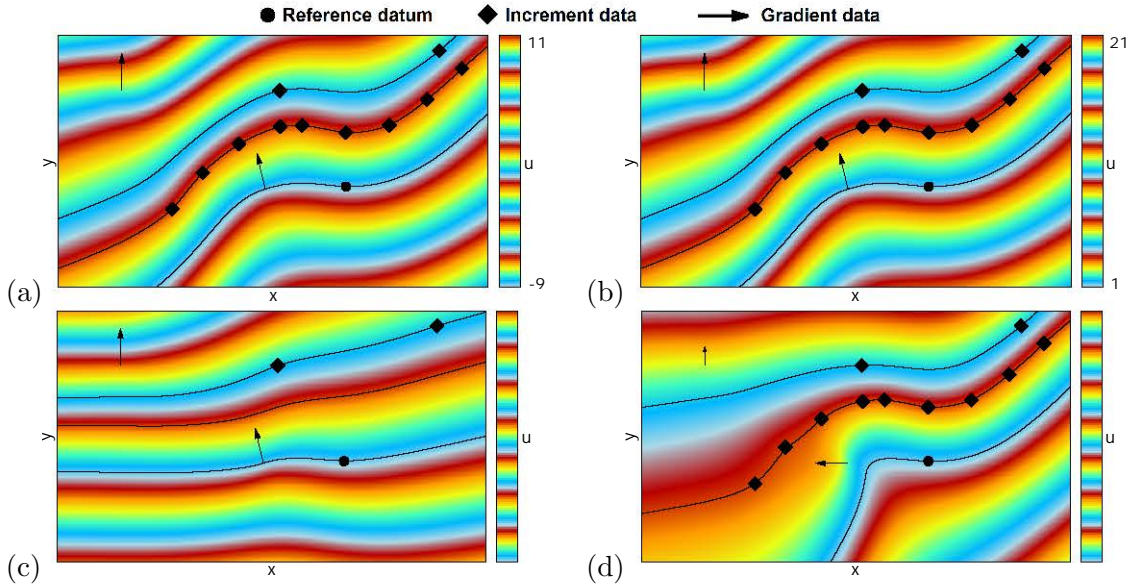 Reference datum Increment data Gradient data
11 21
y u y u
(a) -9 (b) 1
x x
y u y u
(c) (d)
x x